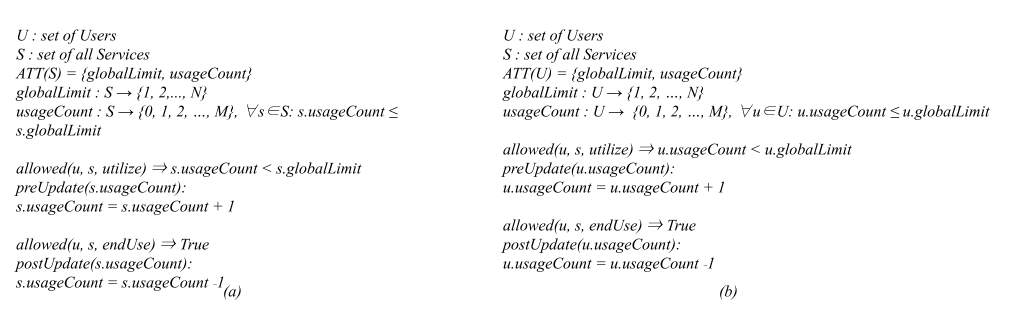 U : set of Users
S : set of all Services
ATT(S) = {globalLimit, usageCount}
globalLimit : S → {1, 2,..., N}
usageCount : S → {0, 1, 2, ..., M}, ∀s∈S: s.usageCount ≤
s.globalLimit
allowed(u, s, utilize) ⇒ s.usageCount < s.globalLimit
preUpdate(s.usageCount):
s.usageCount = s.usageCount + 1
allowed(u, s, endUse) ⇒ True
postUpdate(s.usageCount):
s.usageCount = s.usageCount -1
(a)
U : set of Users
S : set of all Services
ATT(U) = {globalLimit, usageCount}
globalLimit : U → {1, 2, ..., N}
usageCount : U → {0, 1, 2, ..., M}, ∀u∈U: u.usageCount ≤ u.globalLimit
allowed(u, s, utilize) ⇒ u.usageCount < u.globalLimit
preUpdate(u.usageCount):
u.usageCount = u.usageCount + 1
allowed(u, s, endUse) ⇒ True
postUpdate(u.usageCount):
u.usageCount = u.usageCount -1
(b)